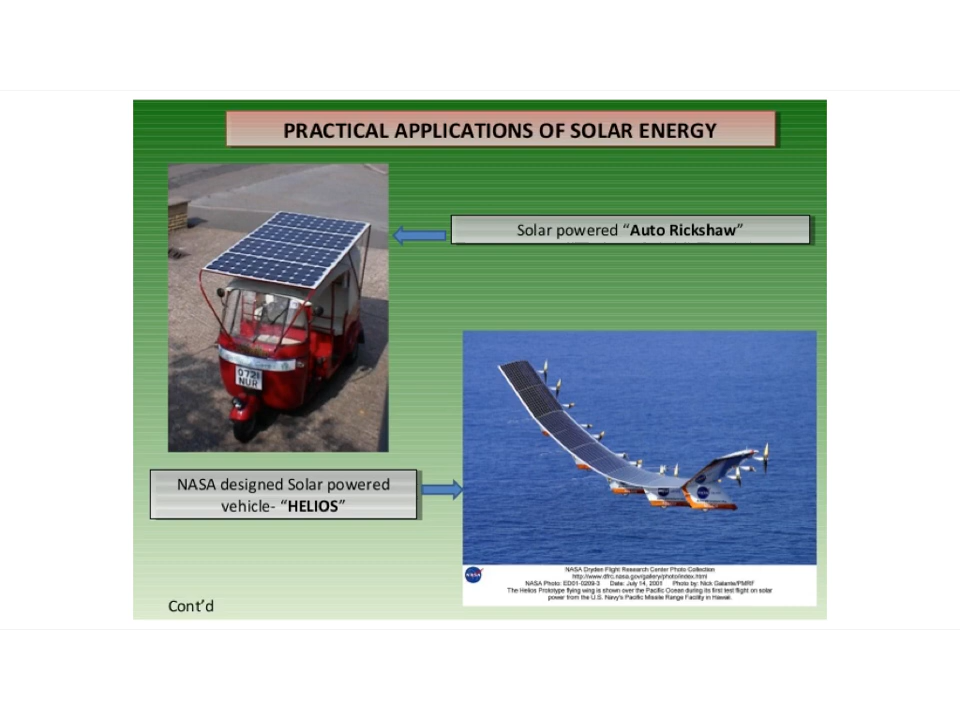 PRACTICAL APPLICATIONS OF SOLAR ENERGY
Solar powered “Auto Rickshaw”
0721
NUR
NASA designed Solar powered
vehicle- “HELIOS”
NASA
NASA Dryden Flight Research Center Photo Collection
http://www.dfrc.nasa.gov/gallery/photo/index.html
NASA Photo: ED01-0209-3 Date: July 14, 2001 Photo by: Nick Galante/PMRF
The Helios Prototype flying wing is shown over the Pacific Ocean during its first test flight on solar
power from the U.S. Navy's Pacific Missile Range Facility in Hawaii.
Cont’d